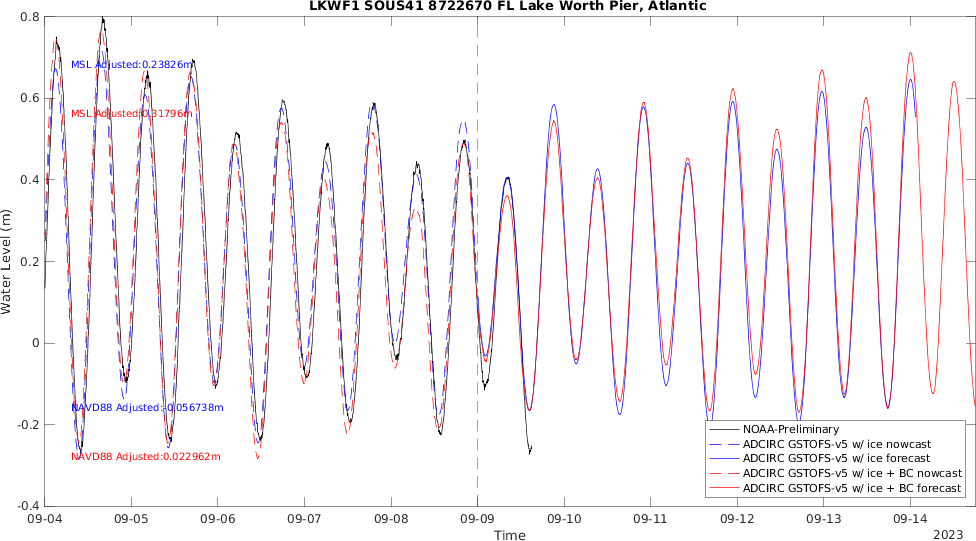 LKWF1 SOUS41 8722670 FL Lake Worth Pier, Atlantic
0.8
MSL Adjusted:0.23826m
0.6
MSL Adjusted:0.31796m
0.4
Water Level (m)
0.2
0
NAVD88 Adjusted:-0.056738m
-0.2
NOAA-Preliminary
ADCIRC GSTOFS-v5 w/ ice nowcast
NAVD88 Adjusted:0.022962m
ADCIRC GSTOFS-v5 w/ ice forecast
ADCIRC GSTOFS-v5 w/ ice + BC nowcast
ADCIRC GSTOFS-v5 w/ ice + BC forecast
-0.4
09-04 09-05 09-06 09-07 09-08 09-09 09-10 09-11 09-12 09-13 09-14
Time
2023